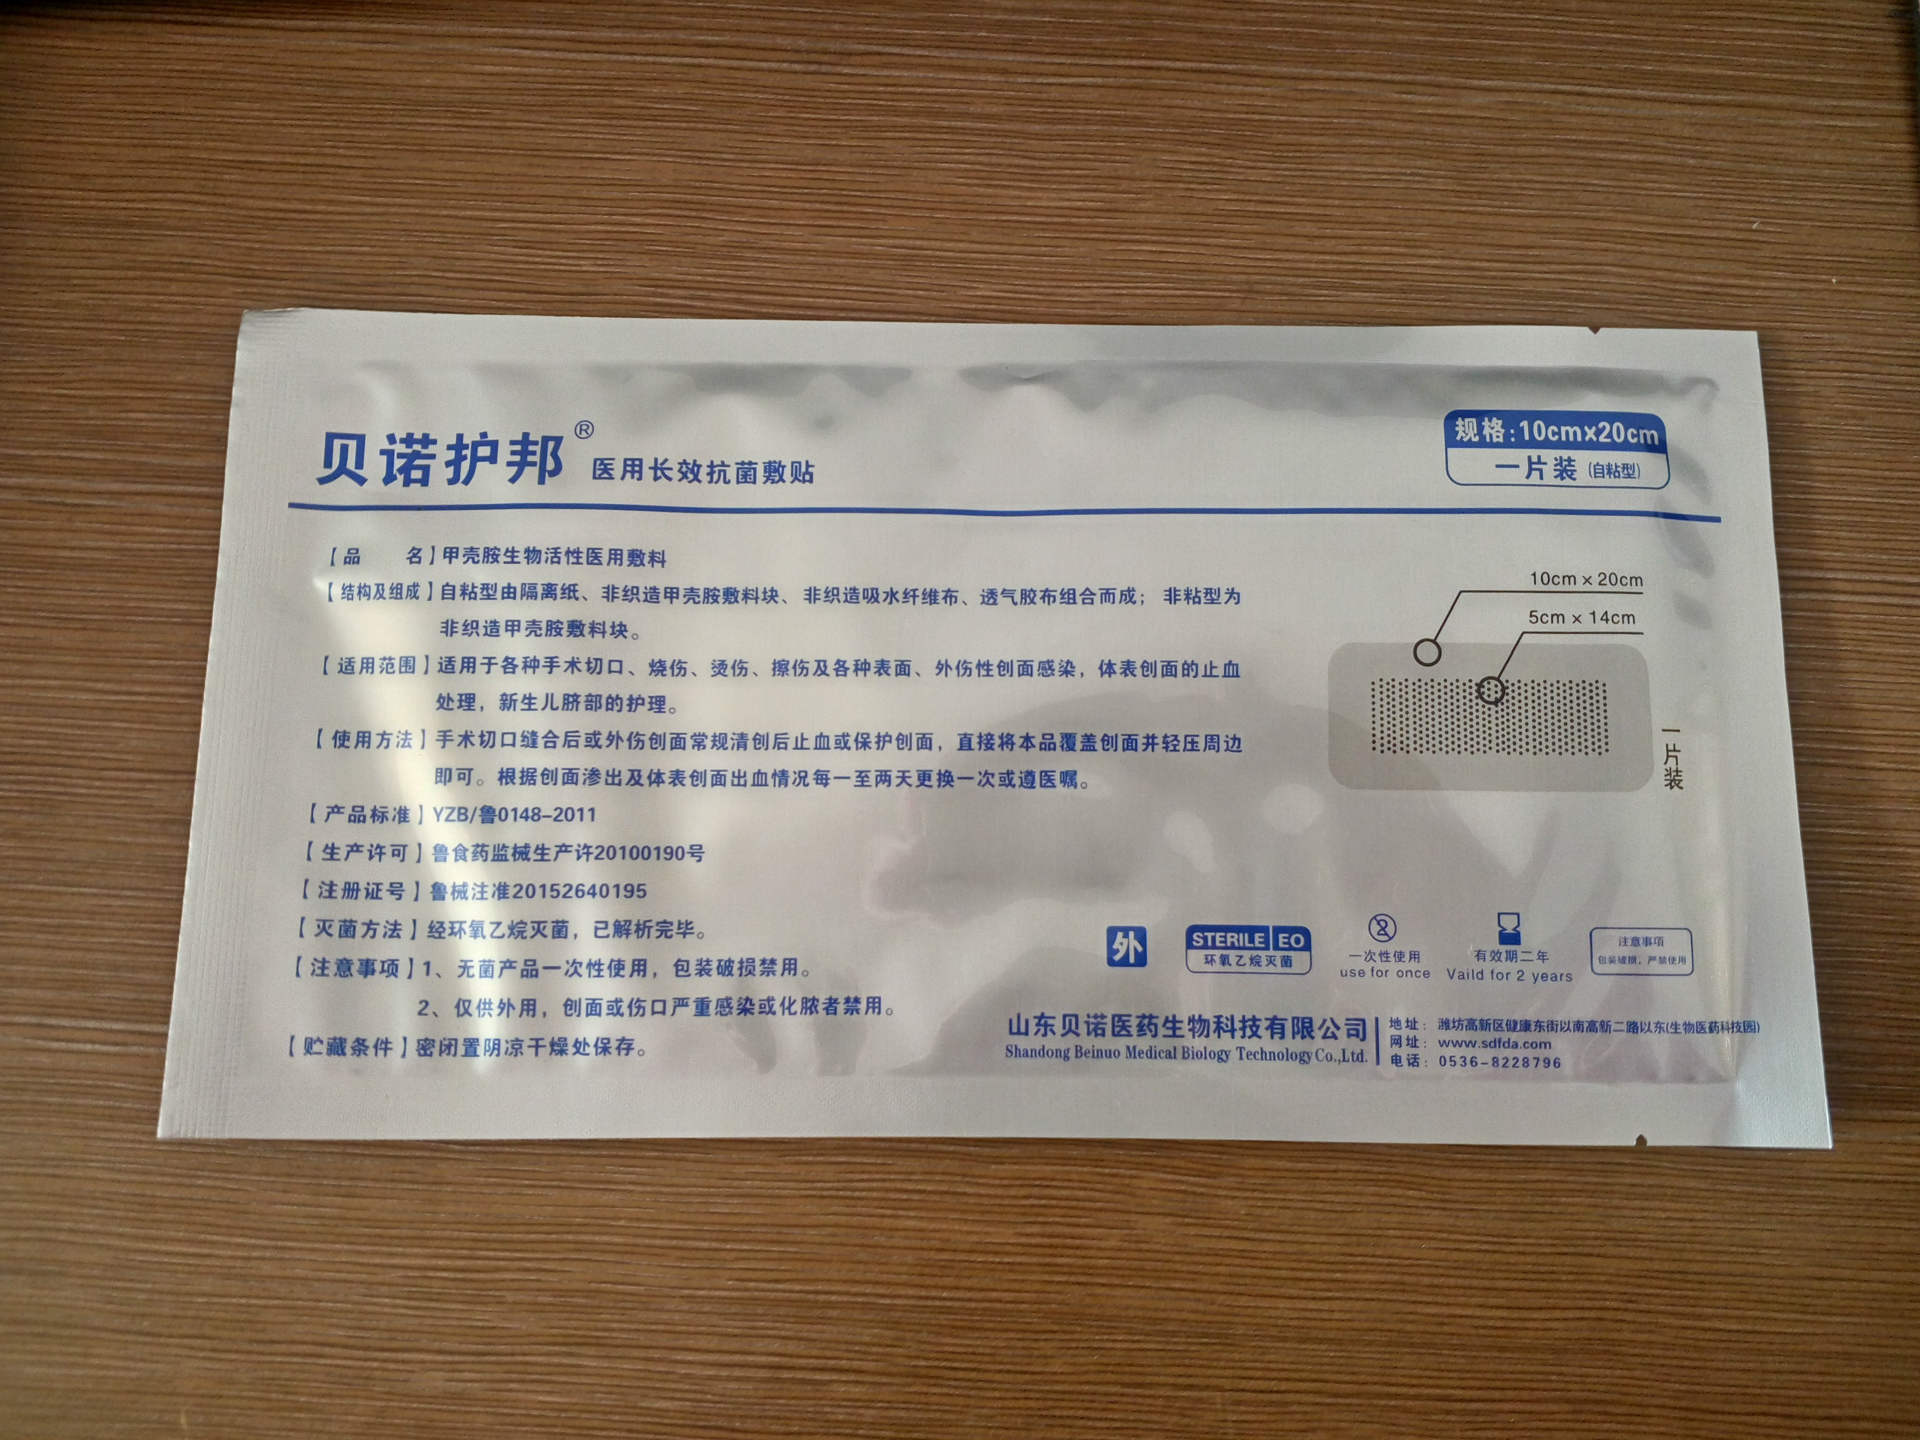 贝诺护邦® 医用长效抗菌敷贴
规格:10cm×20cm
一片装(自粘型)
【品 名】甲壳胺生物活性医用敷料
【结构及组成】自粘型由隔离纸、非织造甲壳胺敷料块、非织造吸水纤维布、透气胶布组合而成；非粘型为
非织造甲壳胺敷料块。
【适用范围】适用于各种手术切口、烧伤、烫伤、擦伤及各种表面、外伤性创面感染，体表创面的止血
处理，新生儿脐部的护理。
【使用方法】手术切口缝合后或外伤创面常规清创后止血或保护创面，直接将本品覆盖创面并轻压周边
即可。根据创面渗出及体表创面出血情况每一至两天更换一次或遵医嘱。
【产品标准】YZB/鲁0148-2011
【生产许可】鲁食药监械生产许20100190号
【注册证号】鲁械注准20152640195
【灭菌方法】经环氧乙烷灭菌，已解析完毕。
【注意事项】1、无菌产品一次性使用，包装破损禁用。
2、仅供外用，创面或伤口严重感染或化脓者禁用。
【贮藏条件】密闭置阴凉干燥处保存。
10cm×20cm
5cm×14cm
一片装
外
STERILE EO
环氧乙烷灭菌
2
一次性使用
use for once
有效期二年
Vaild for 2 years
注意事项
包装破损，严禁使用
山东贝诺医药生物科技有限公司
Shandong Beinuo Medical Biology Technology Co.,Ltd.
地址：潍坊高新区健康东街以南高新二路以东(生物医药科技园)
网址：www.sdfda.com
电话：0536-8228796